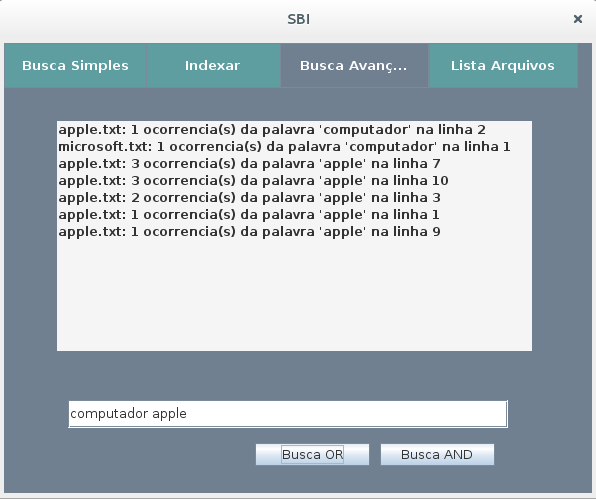 SBI
×
Busca Simples
Indexar
Busca Avanç...
Lista Arquivos
apple.txt: 1 ocorrencia(s) da palavra 'computador' na linha 2
microsoft.txt: 1 ocorrencia(s) da palavra 'computador' na linha 1
apple.txt: 3 ocorrencia(s) da palavra 'apple' na linha 7
apple.txt: 3 ocorrencia(s) da palavra 'apple' na linha 10
apple.txt: 2 ocorrencia(s) da palavra 'apple' na linha 3
apple.txt: 1 ocorrencia(s) da palavra 'apple' na linha 1
apple.txt: 1 ocorrencia(s) da palavra 'apple' na linha 9
computador apple
Busca OR
Busca AND